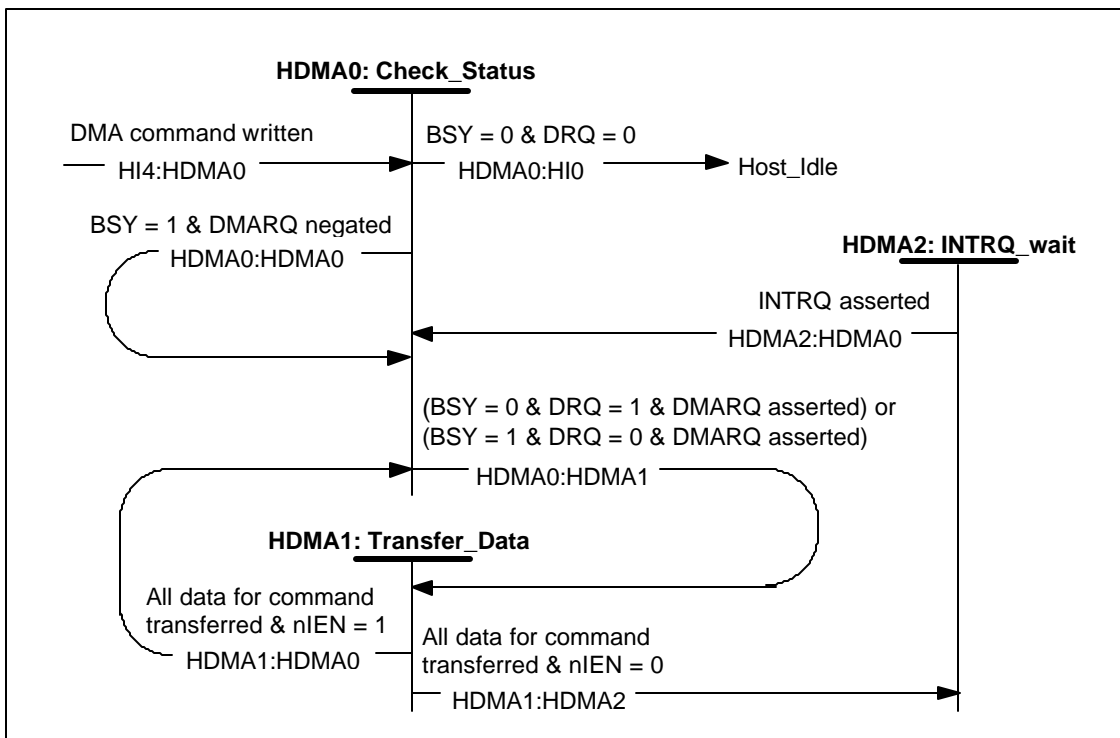 HDMA0: Check_Status
DMA command written
HI4:HDMA0
BSY = 0 & DRQ = 0
HDMA0:HI0
Host_Idle
BSY = 1 & DMARQ negated
HDMA0:HDMA0
HDMA2: INTRQ_wait
INTRQ asserted
HDMA2:HDMA0
(BSY = 0 & DRQ = 1 & DMARQ asserted) or
(BSY = 1 & DRQ = 0 & DMARQ asserted)
HDMA0:HDMA1
HDMA1: Transfer_Data
All data for command
transferred & nIEN = 1
HDMA1:HDMA0
All data for command
transferred & nIEN = 0
HDMA1:HDMA2